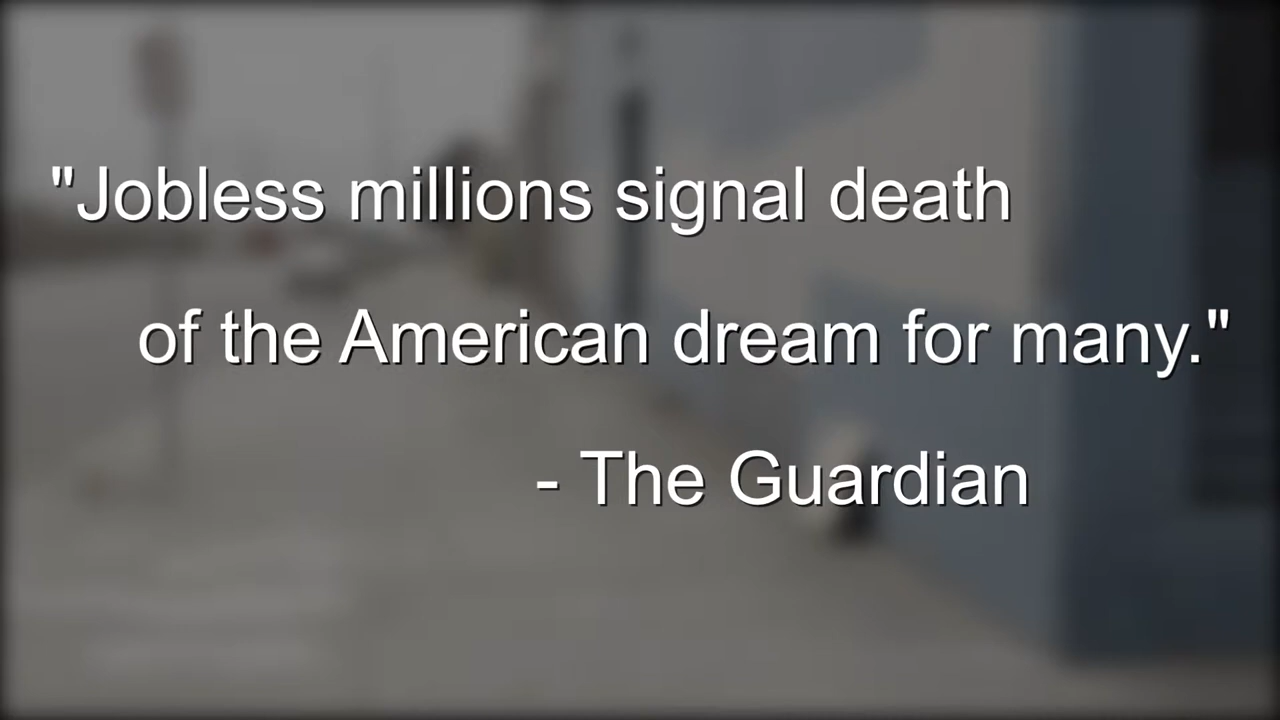 "Jobless millions signal death
of the American dream for many."
- The Guardian